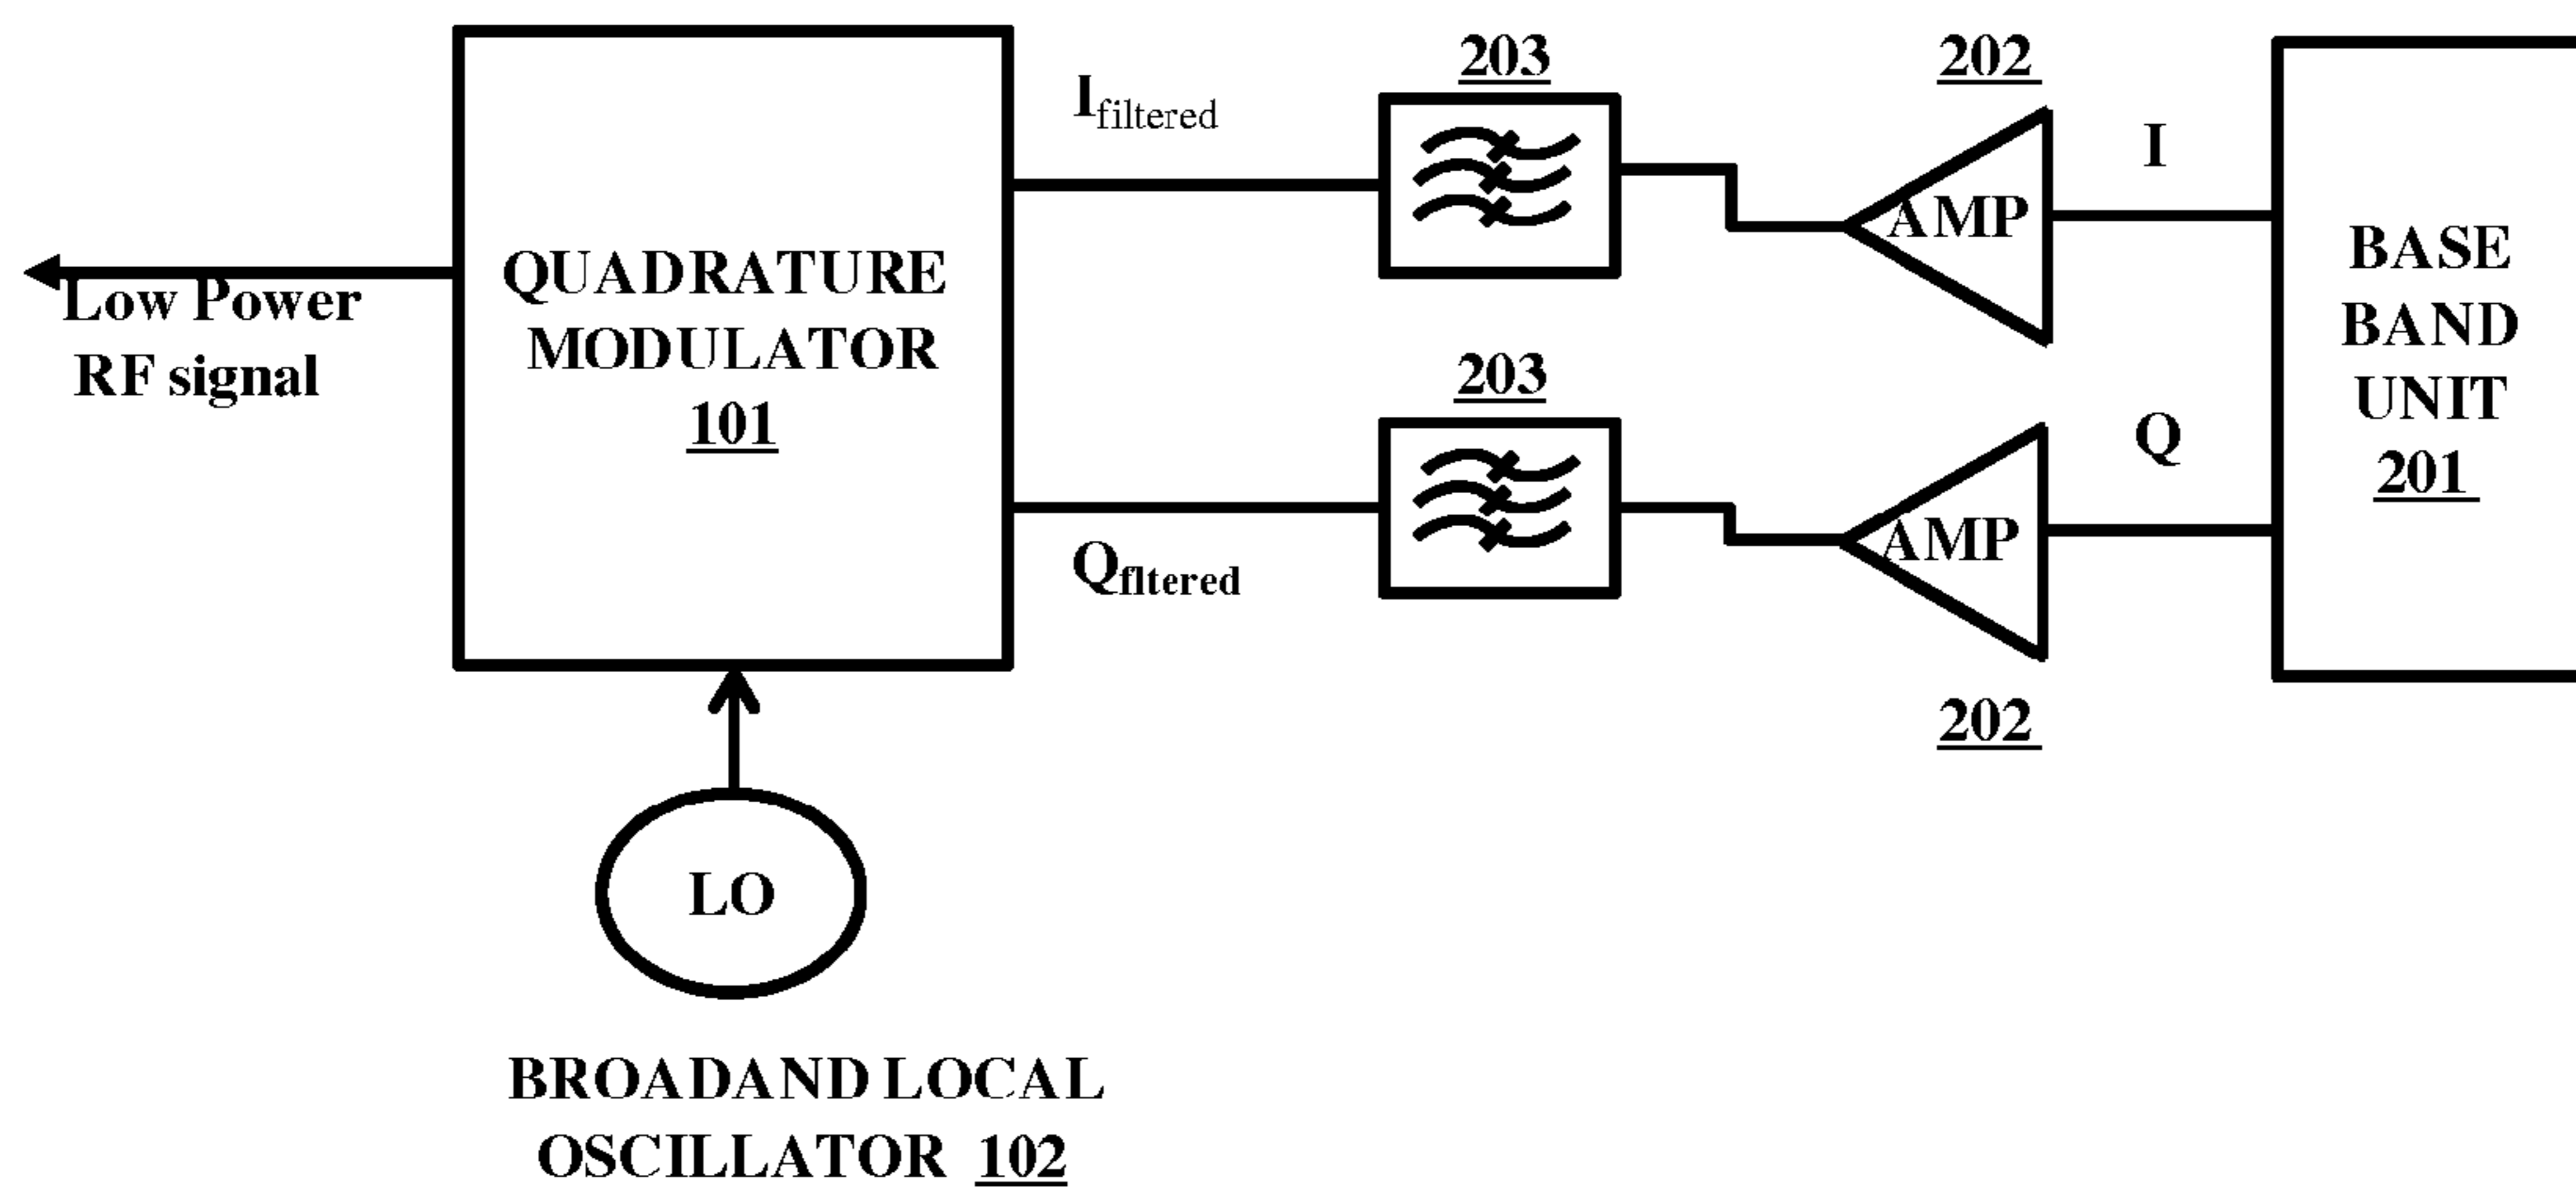 203
202
I
Ifiltered
AMP
BASE
BAND
UNIT
201
QUADRATURE
MODULATOR
101
Low Power
RF signal
203
Q
AMP
Qfltered
202
LO
BROADAND LOCAL
OSCILLATOR 102